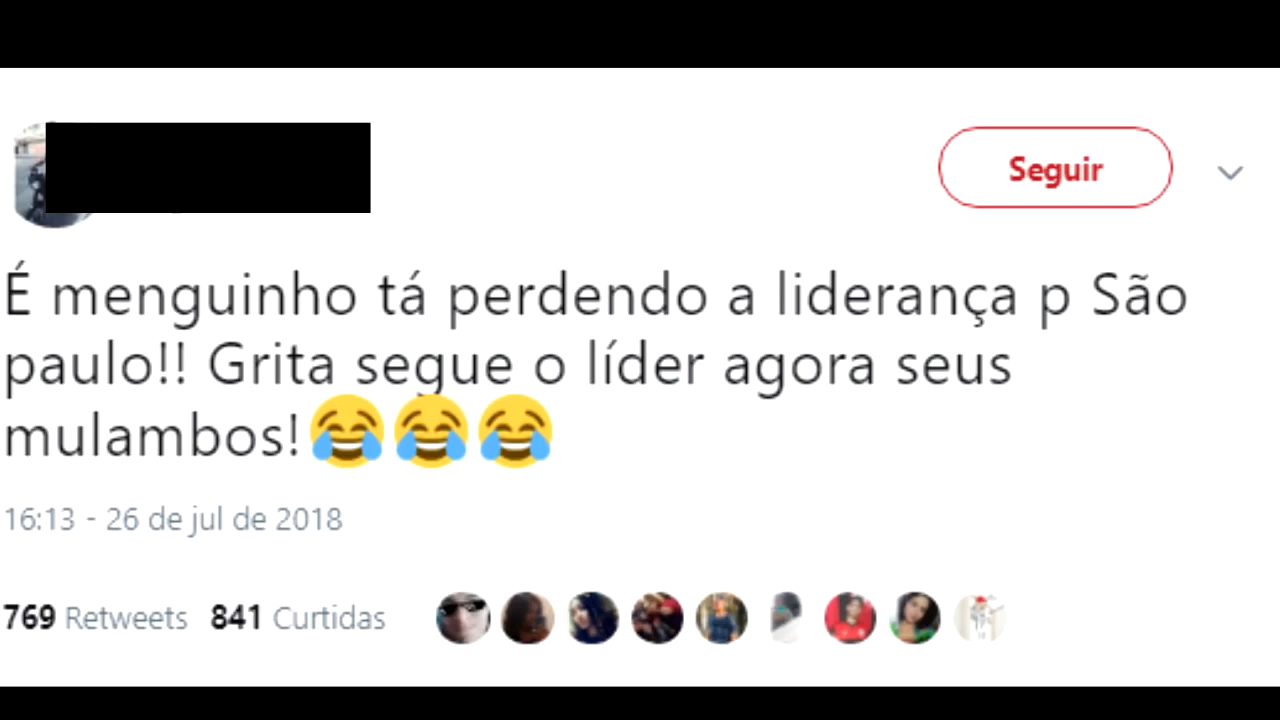 Seguir
É menguinho tá perdendo a liderança p São
paulo!! Grita segue o líder agora seus
mulambos!😂😂😂
16:13 - 26 de jul de 2018
769 Retweets 841 Curtidas